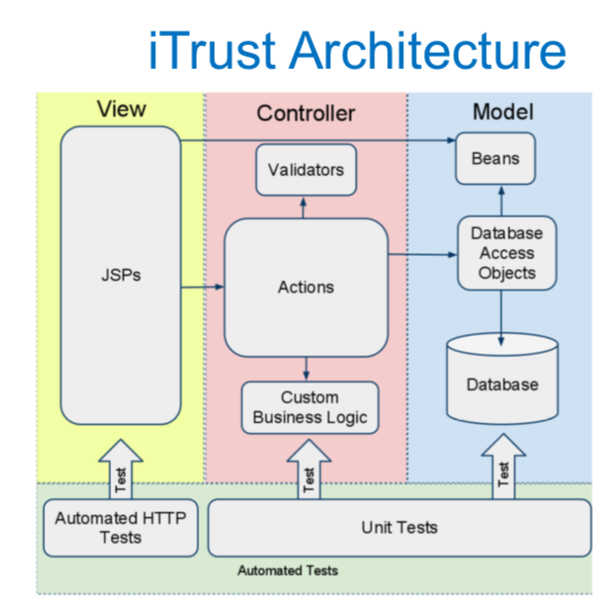 iTrust Architecture
View
Controller
Model
JSPs
Validators
Actions
Custom
Business Logic
Beans
Database
Access
Objects
Database
Test
Test
Test
Automated HTTP
Tests
Unit Tests
Automated Tests